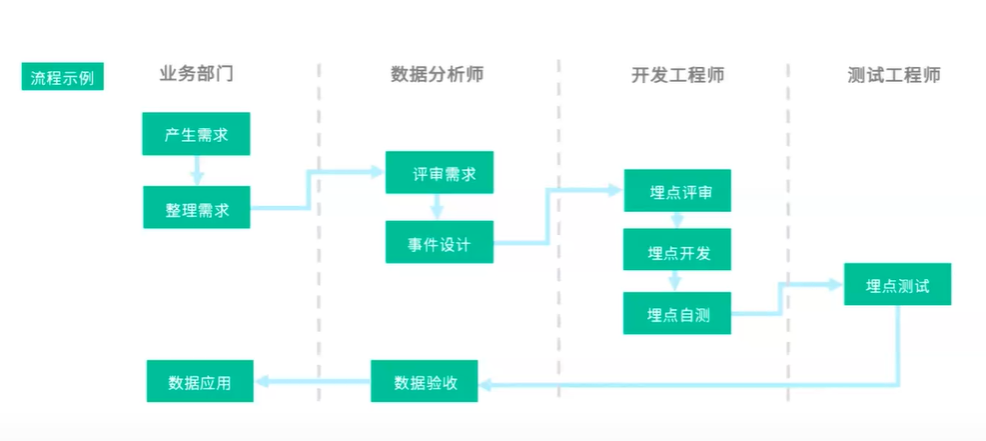 流程示例
业务部门
数据分析师
开发工程师
测试工程师
产生需求
整理需求
评审需求
事件设计
埋点评审
埋点开发
埋点自测
埋点测试
数据应用
数据验收